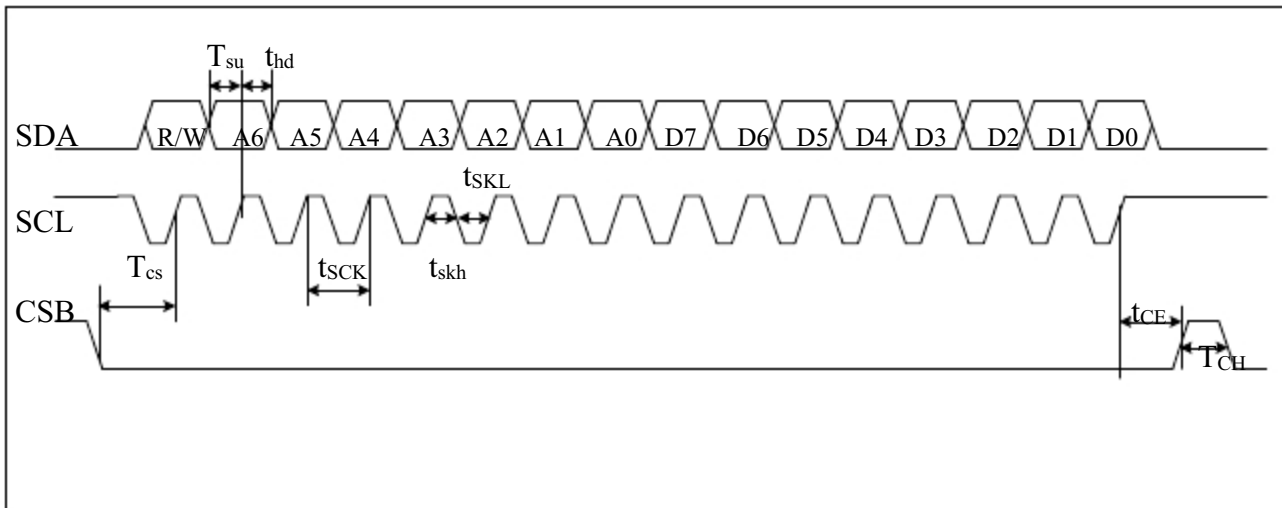 Tsu thd
SDA R/W A6 A5 A4 A3 A2 A1 A0 D7 D6 D5 D4 D3 D2 D1 D0
tSKL
SCL
Tcs tSCK tskh
CSB
tCE
TCH